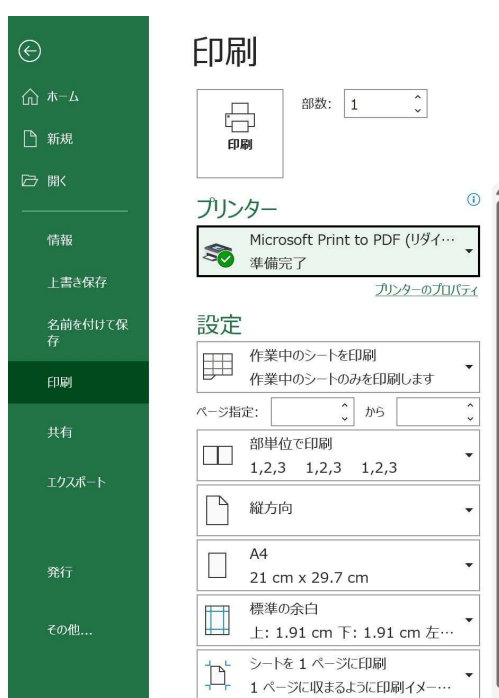 印刷
ホーム
新規
開く
情報
上書き保存
名前を付けて保
存
印刷
共有
エクスポート
発行
その他...
部数: 1
印刷
プリンター
Microsoft Print to PDF (リダイ…
準備完了
プリンターのプロパティ
設定
作業中のシートを印刷
作業中のシートのみを印刷します
ページ指定: から
部単位で印刷
1,2,3 1,2,3 1,2,3
縦方向
A4
21 cm x 29.7 cm
標準の余白
上: 1.91 cm 下: 1.91 cm 左…
シートを 1 ページに印刷
1 ページに収まるように印刷イメー…